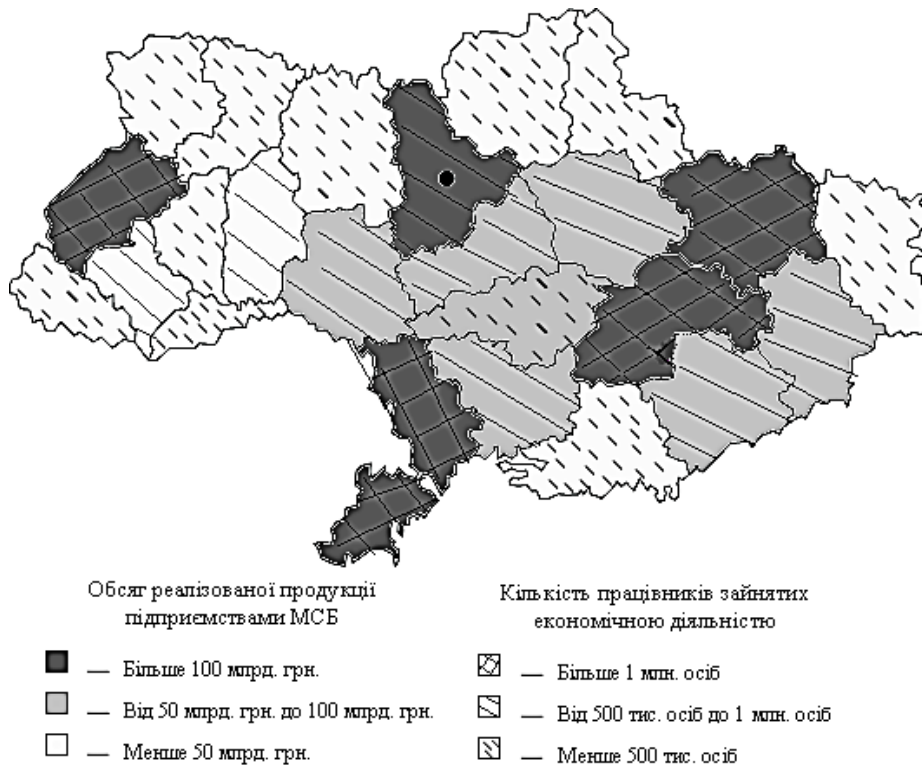 Обсяг реалізованої продукції
підприємствами МСБ
— Більше 100 млрд. грн.
— Від 50 млрд. грн. до 100 млрд. грн.
— Менше 50 млрд. грн.
Кількість працівників зайнятих
економічною діяльністю
— Більше 1 млн. осіб
— Від 500 тис. осіб до 1 млн. осіб
— Менше 500 тис. осіб